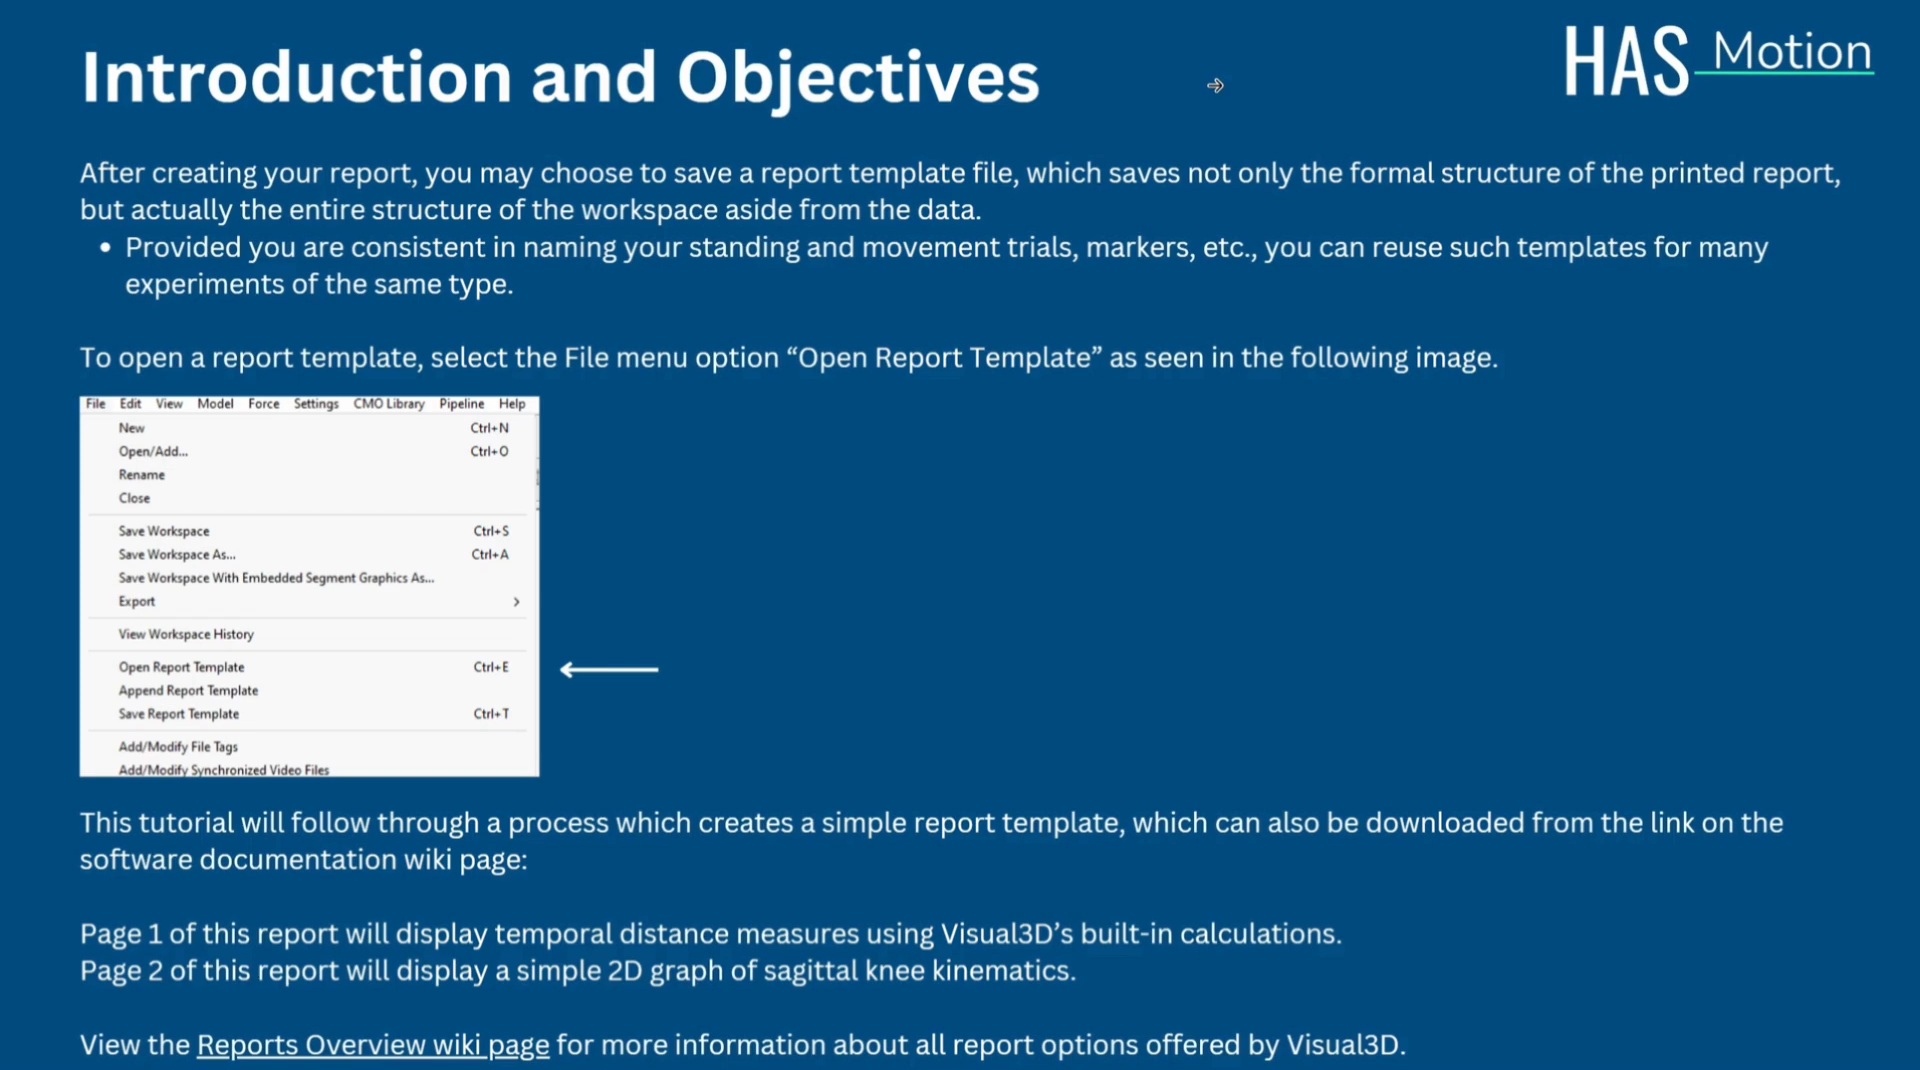 Introduction and Objectives
HAS Motion
After creating your report, you may choose to save a report template file, which saves not only the formal structure of the printed report,
but actually the entire structure of the workspace aside from the data.
• Provided you are consistent in naming your standing and movement trials, markers, etc., you can reuse such templates for many
experiments of the same type.
To open a report template, select the File menu option “Open Report Template” as seen in the following image.
File Edit View Model Force Settings CMO Library Pipeline Help
New Ctrl+N
Open/Add... Ctrl+O
Rename
Close
Save Workspace Ctrl+S
Save Workspace As... Ctrl+A
Save Workspace With Embedded Segment Graphics As...
Export >
View Workspace History
Open Report Template Ctrl+E
Append Report Template
Save Report Template Ctrl+T
Add/Modify File Tags
Add/Modify Synchronized Video Files
This tutorial will follow through a process which creates a simple report template, which can also be downloaded from the link on the
software documentation wiki page:
Page 1 of this report will display temporal distance measures using Visual3D’s built-in calculations.
Page 2 of this report will display a simple 2D graph of sagittal knee kinematics.
View the Reports Overview wiki page for more information about all report options offered by Visual3D.